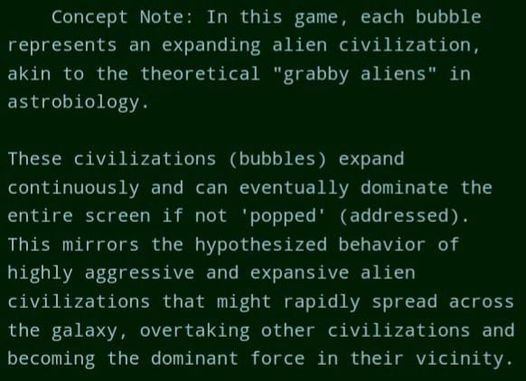 Concept Note: In this game, each bubble
represents an expanding alien civilization,
akin to the theoretical "grabby aliens" in
astrobiology.
These civilizations (bubbles) expand
continuously and can eventually dominate the
entire screen if not 'popped' (addressed).
This mirrors the hypothesized behavior of
highly aggressive and expansive alien
civilizations that might rapidly spread across
the galaxy, overtaking other civilizations and
becoming the dominant force in their vicinity.